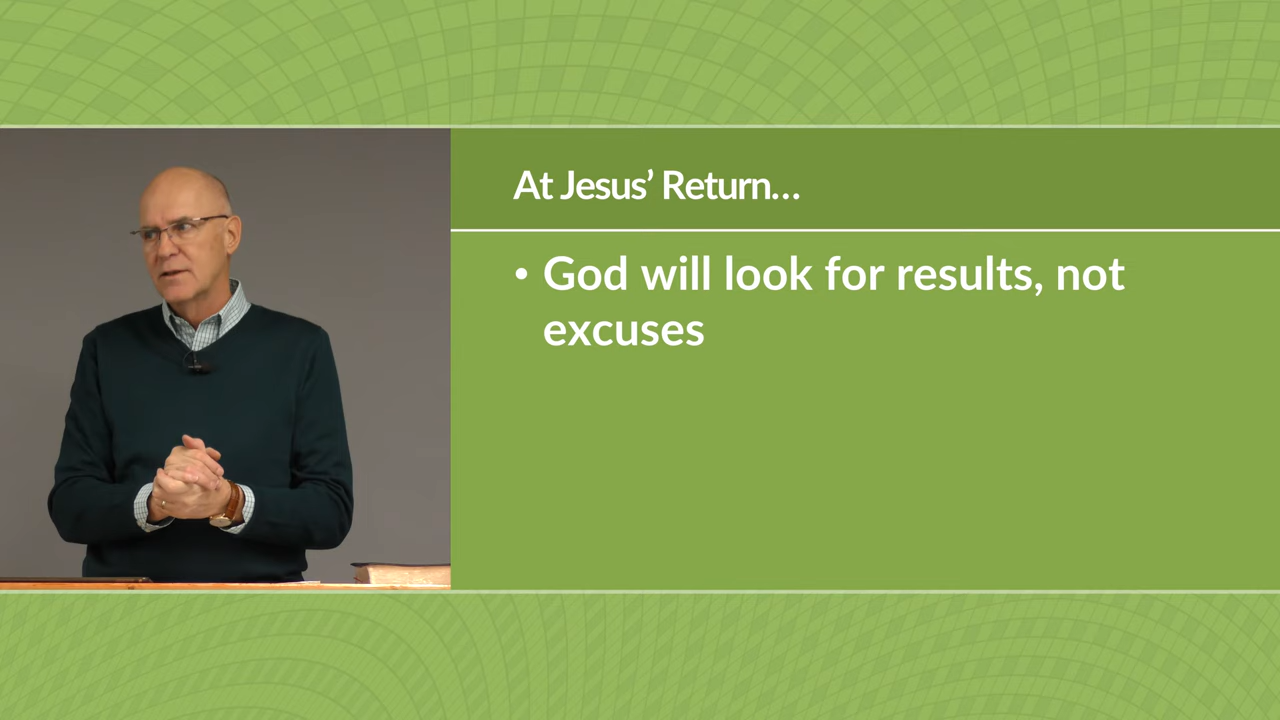 At Jesus’ Return…
• God will look for results, not
excuses